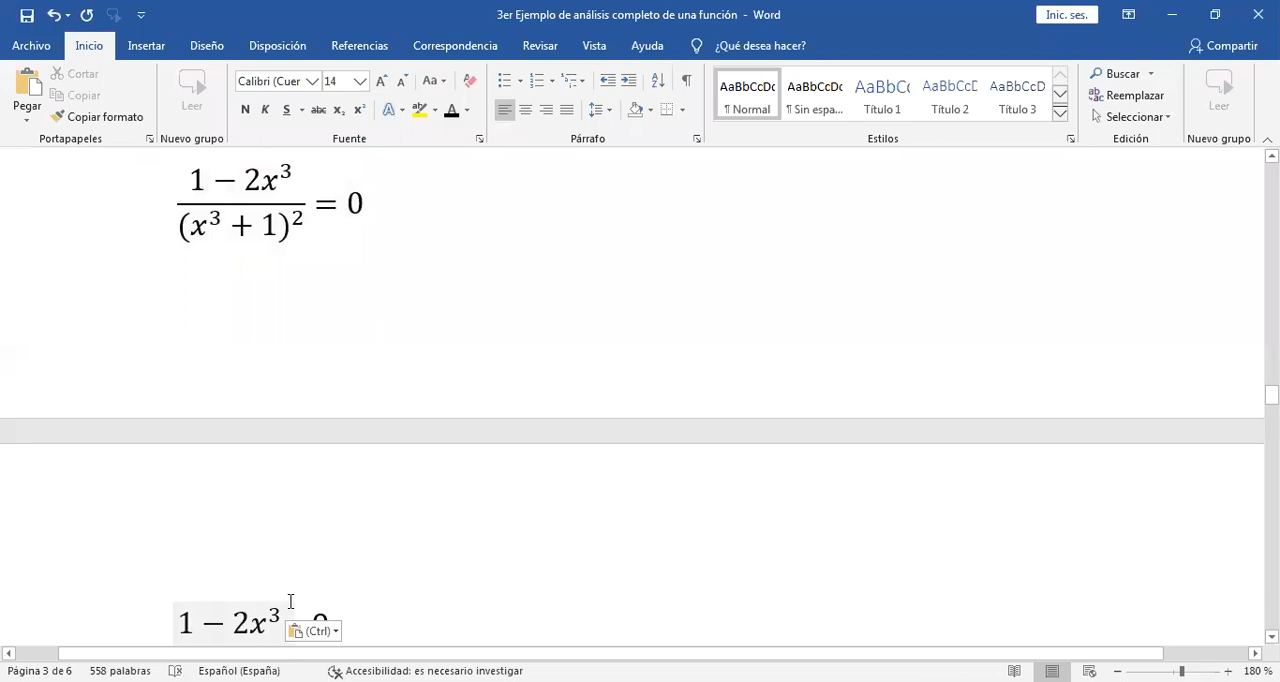 3er Ejemplo de análisis completo de una función - Word
Inic. ses.
Archivo Inicio Insertar Diseño Disposición Referencias Correspondencia Revisar Vista Ayuda ¿Qué desea hacer? Compartir
Pegar
Cortar
Copiar
Copiar formato
Portapapeles
Leer
Nuevo grupo
Calibri (Cuer 14
Aa
N K S abc x₂ x² A A
Fuente
Párrafo
AaBbCcDc AaBbCcDc AaBbC( AaBbCcD AaBbCcD
¶ Normal ¶ Sin espa... Título 1 Título 2 Título 3
Estilos
Buscar
Reemplazar
Seleccionar
Edición
Leer
Nuevo grupo
1 − 2x³
(x³ + 1)² = 0
1 − 2x³
(Ctrl)
Página 3 de 6 558 palabras Español (España) Accesibilidad: es necesario investigar 180 %